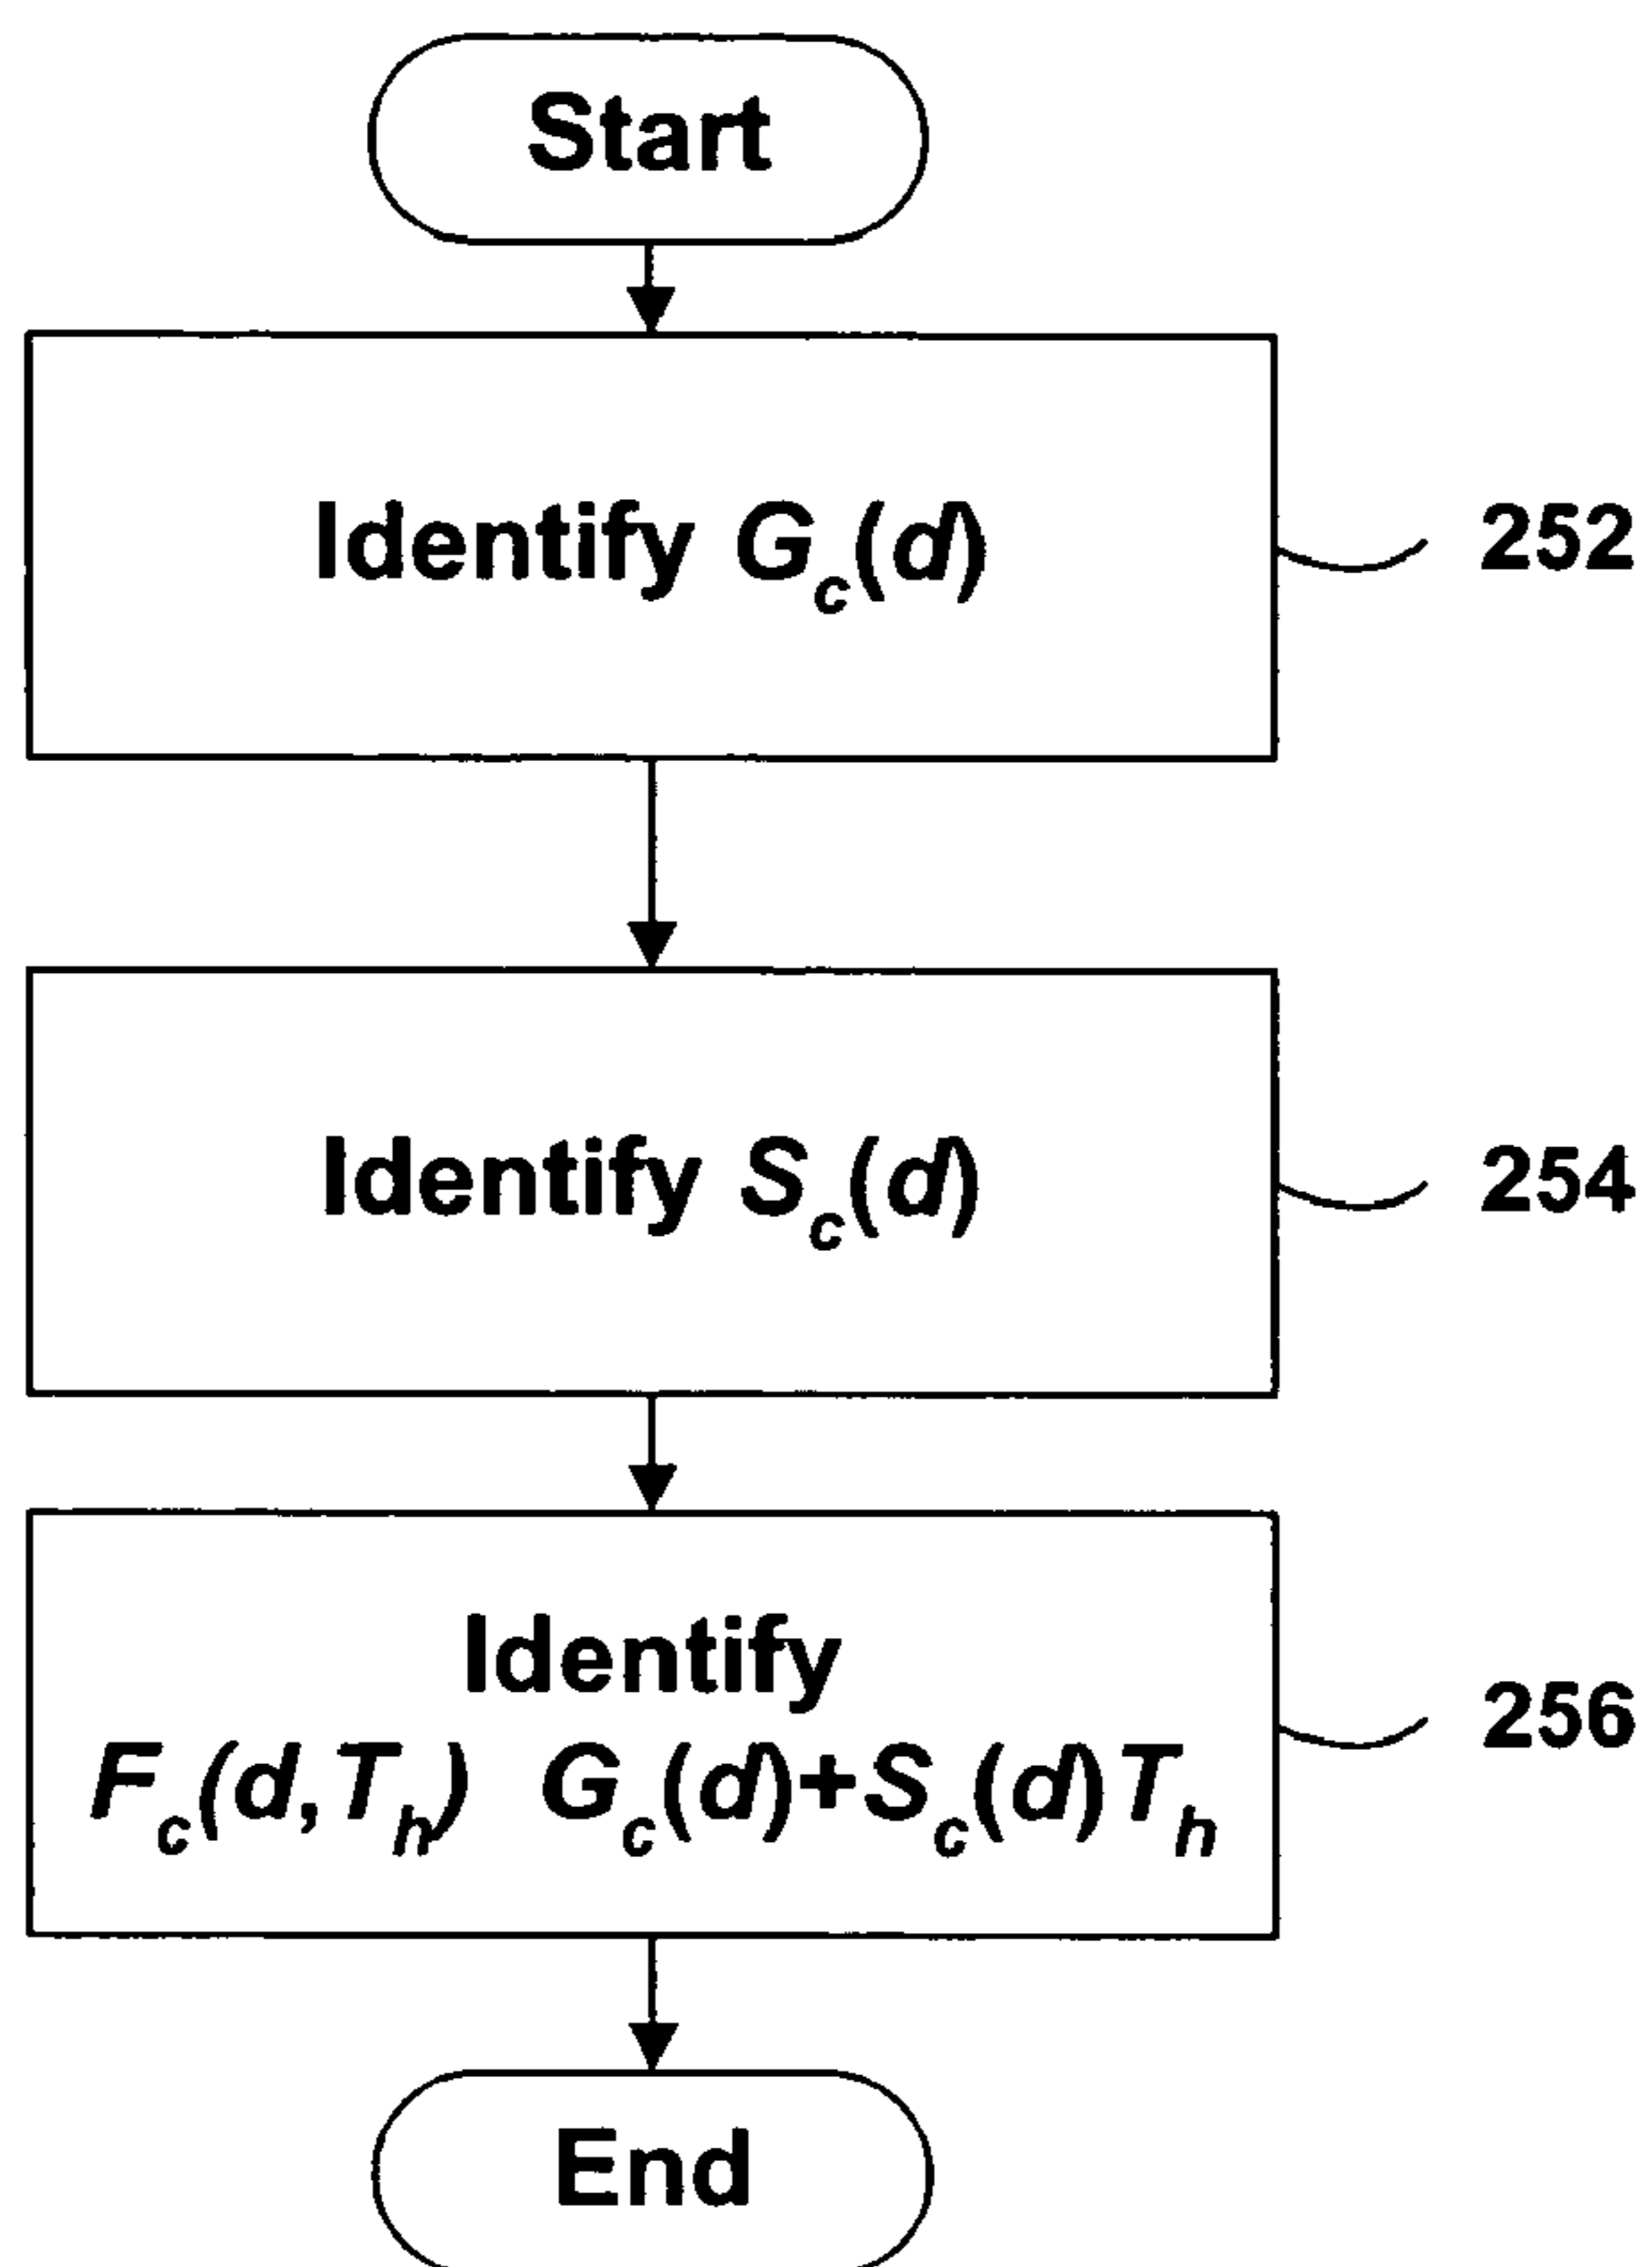 Start
Identify G_c(d)
252
Identify S_c(d)
254
Identify
F_c(d,T_h) G_c(d)+S_c(d)T_h
256
End